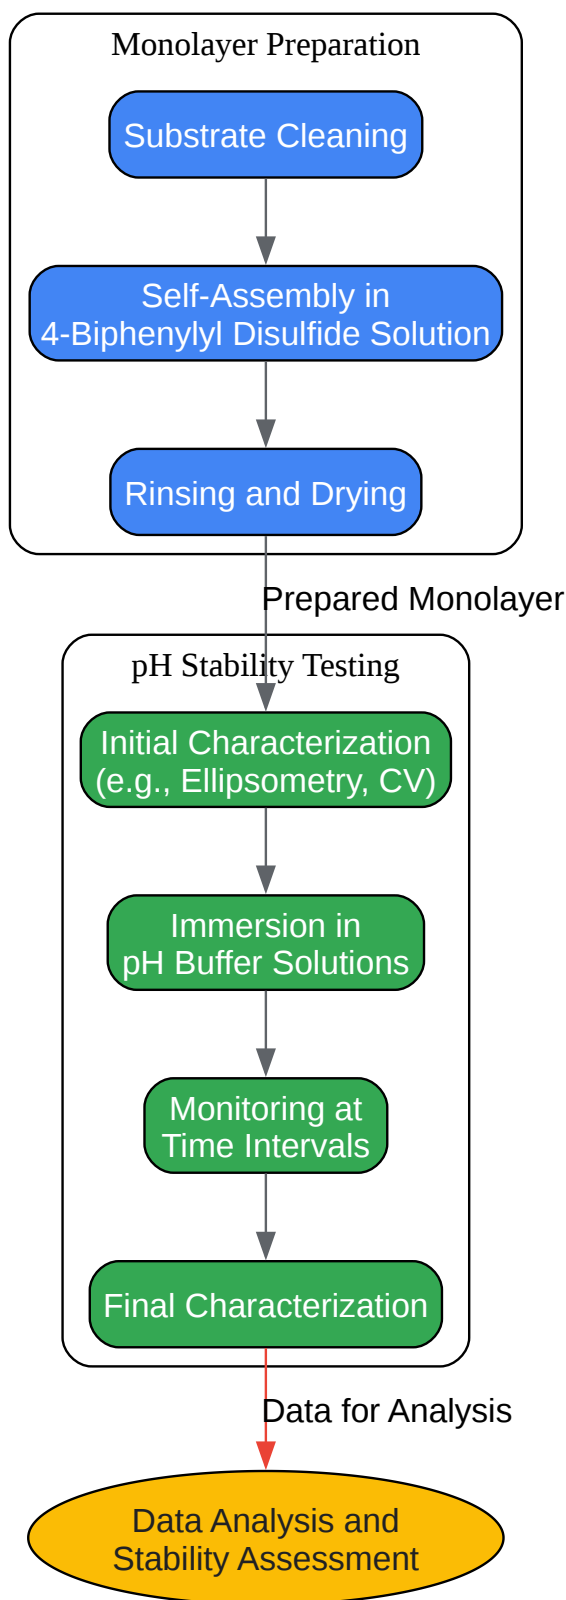 Monolayer Preparation
Substrate Cleaning
Self-Assembly in
4-Biphenylyl Disulfide Solution
Rinsing and Drying
Prepared Monolayer
pH Stability Testing
Initial Characterization
(e.g., Ellipsometry, CV)
Immersion in
pH Buffer Solutions
Monitoring at
Time Intervals
Final Characterization
Data for Analysis
Data Analysis and
Stability Assessment